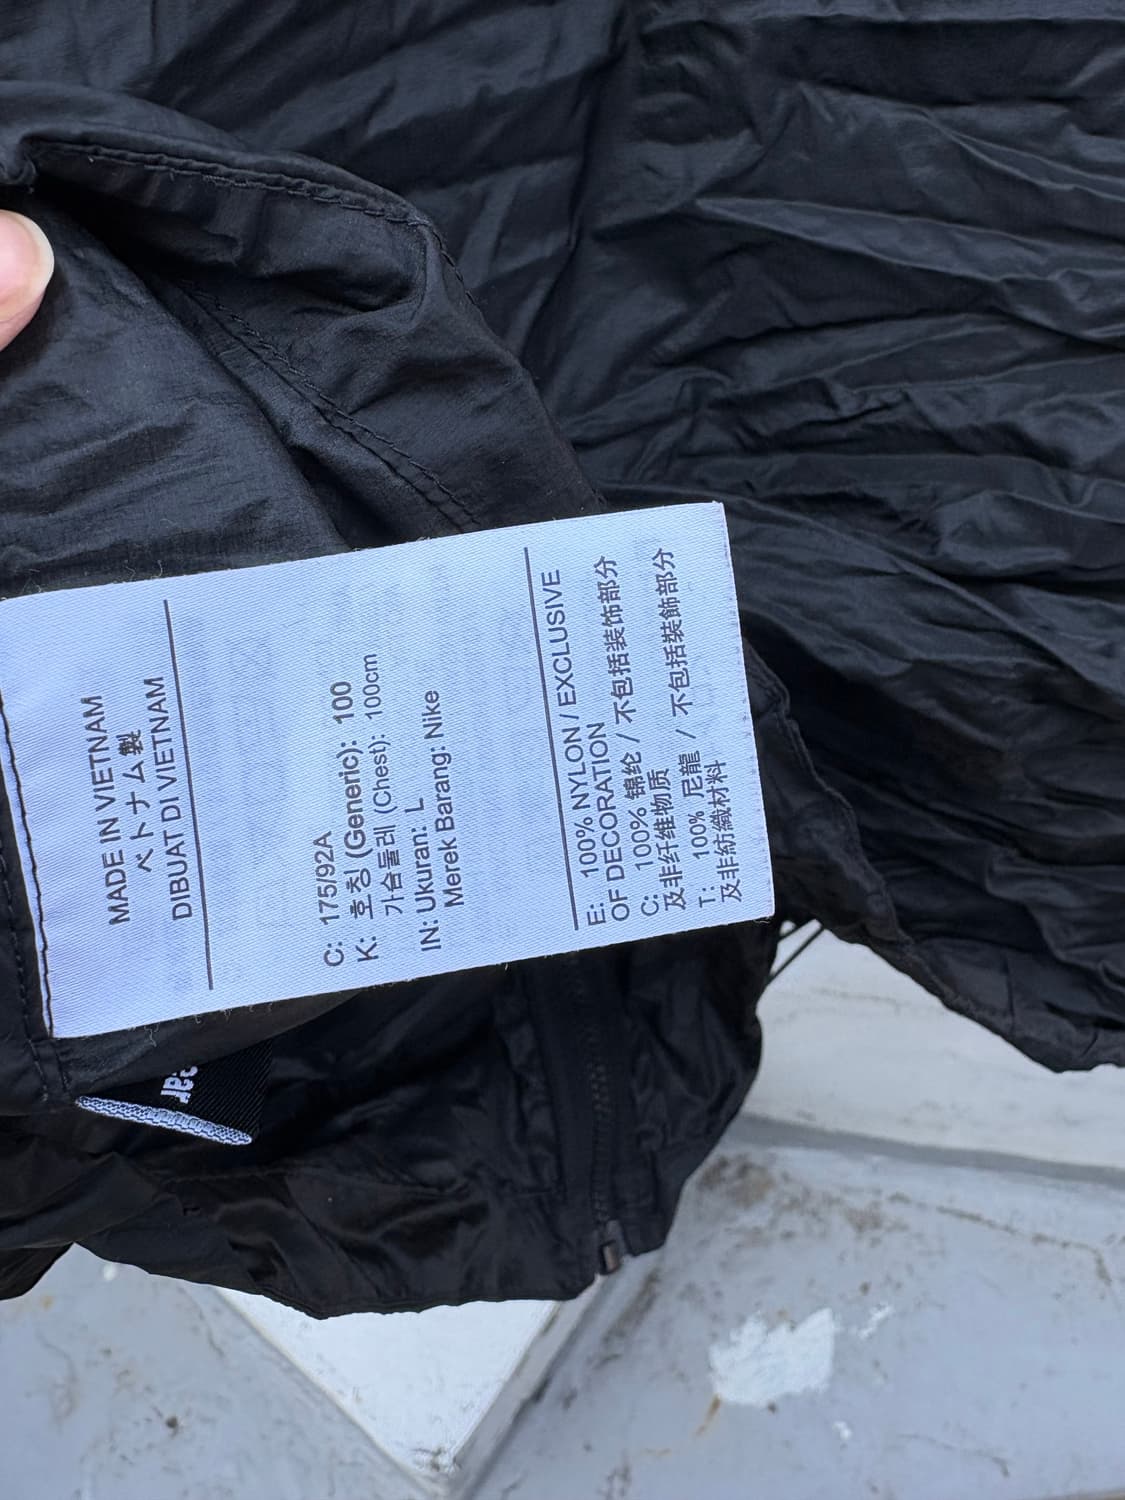 MADE IN VIETNAM
ベトナム製
DIBUAT DI VIETNAM
C: 175/92A
K: 호칭 (Generic): 100
가슴둘레 (Chest): 100cm
IN: Ukuran: L
Merek Barang: Nike
E: 100% NYLON / EXCLUSIVE
OF DECORATION
C: 100% 锦纶 / 不包括装饰部分
及非纤维物质
T: 100% 尼龍 / 不包括裝飾部分
及非紡織材料